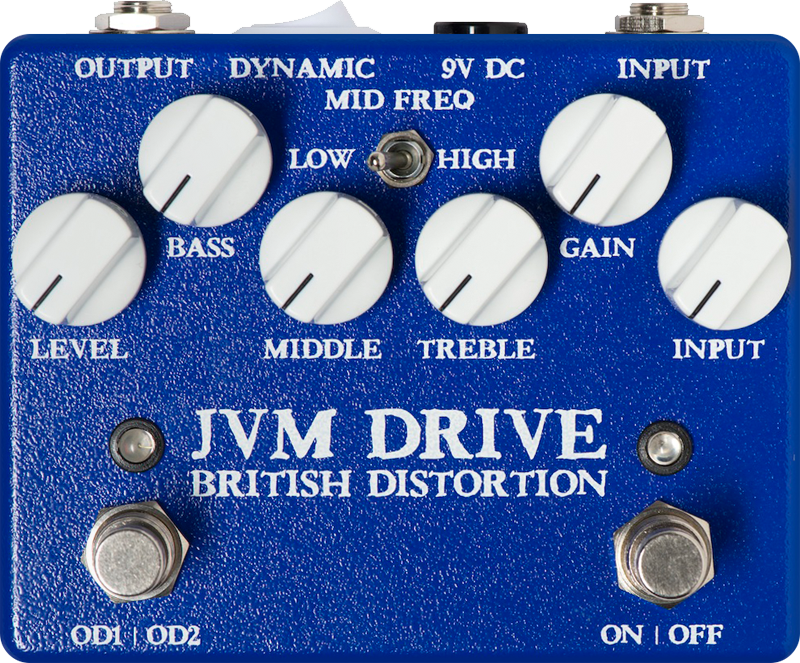 OUTPUT DYNAMIC 9V DC INPUT
MID FREQ
LOW HIGH
BASS GAIN
LEVEL MIDDLE TREBLE INPUT
JVM DRIVE
BRITISH DISTORTION
OD1 | OD2 ON | OFF